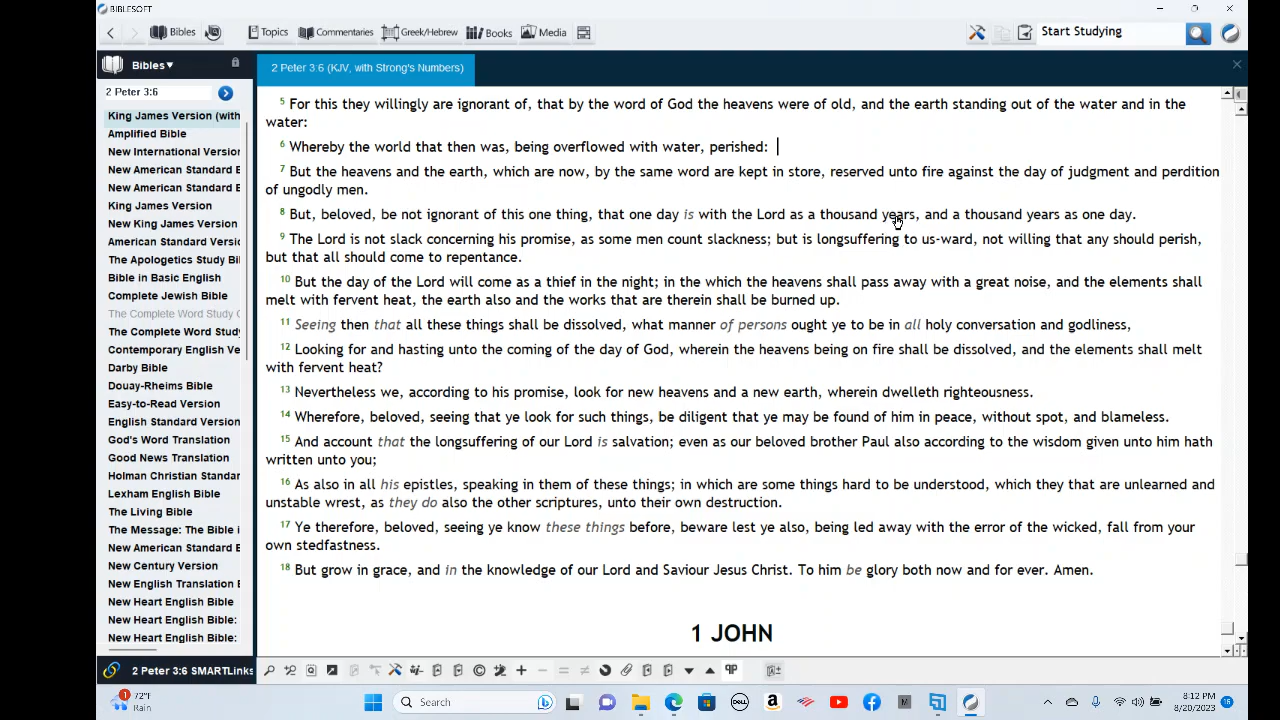 BIBLESOFT
Bibles Topics Commentaries Greek/Hebrew Books Media Start Studying
Bibles▾ 2 Peter 3:6 (KJV, with Strong's Numbers)
2 Peter 3:6
King James Version (with
Amplified Bible
New International Version
New American Standard B
New American Standard E
King James Version
New King James Version
American Standard Version
The Apologetics Study Bi
Bible in Basic English
Complete Jewish Bible
The Complete Word Study O
The Complete Word Study
Contemporary English Ve
Darby Bible
Douay-Rheims Bible
Easy-to-Read Version
English Standard Version
God's Word Translation
Good News Translation
Holman Christian Standar
Lexham English Bible
The Living Bible
The Message: The Bible i
New American Standard E
New Century Version
New English Translation E
New Heart English Bible
New Heart English Bible:
New Heart English Bible:
2 Peter 3:6 SMARTLinks
5 For this they willingly are ignorant of, that by the word of God the heavens were of old, and the earth standing out of the water and in the
water:
6 Whereby the world that then was, being overflowed with water, perished:
7 But the heavens and the earth, which are now, by the same word are kept in store, reserved unto fire against the day of judgment and perdition
of ungodly men.
8 But, beloved, be not ignorant of this one thing, that one day is with the Lord as a thousand years, and a thousand years as one day.
9 The Lord is not slack concerning his promise, as some men count slackness; but is longsuffering to us-ward, not willing that any should perish,
but that all should come to repentance.
10 But the day of the Lord will come as a thief in the night; in the which the heavens shall pass away with a great noise, and the elements shall
melt with fervent heat, the earth also and the works that are therein shall be burned up.
11 Seeing then that all these things shall be dissolved, what manner of persons ought ye to be in all holy conversation and godliness,
12 Looking for and hasting unto the coming of the day of God, wherein the heavens being on fire shall be dissolved, and the elements shall melt
with fervent heat?
13 Nevertheless we, according to his promise, look for new heavens and a new earth, wherein dwelleth righteousness.
14 Wherefore, beloved, seeing that ye look for such things, be diligent that ye may be found of him in peace, without spot, and blameless.
15 And account that the longsuffering of our Lord is salvation; even as our beloved brother Paul also according to the wisdom given unto him hath
written unto you;
16 As also in all his epistles, speaking in them of these things; in which are some things hard to be understood, which they that are unlearned and
unstable wrest, as they do also the other scriptures, unto their own destruction.
17 Ye therefore, beloved, seeing ye know these things before, beware lest ye also, being led away with the error of the wicked, fall from your
own stedfastness.
18 But grow in grace, and in the knowledge of our Lord and Saviour Jesus Christ. To him be glory both now and for ever. Amen.
1 JOHN
72°F
Rain
Search
8:12 PM
8/20/2023